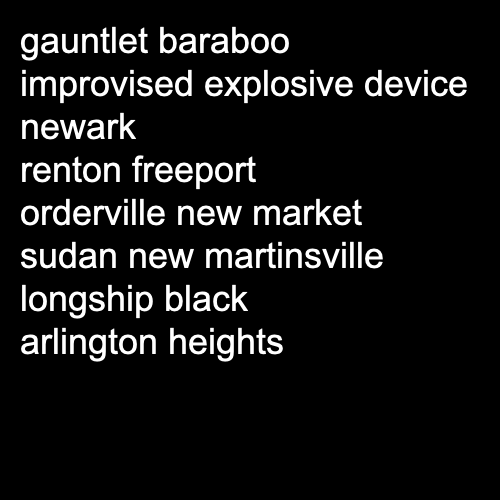 gauntlet baraboo
improvised explosive device
newark
renton freeport
orderville new market
sudan new martinsville
longship black
arlington heights